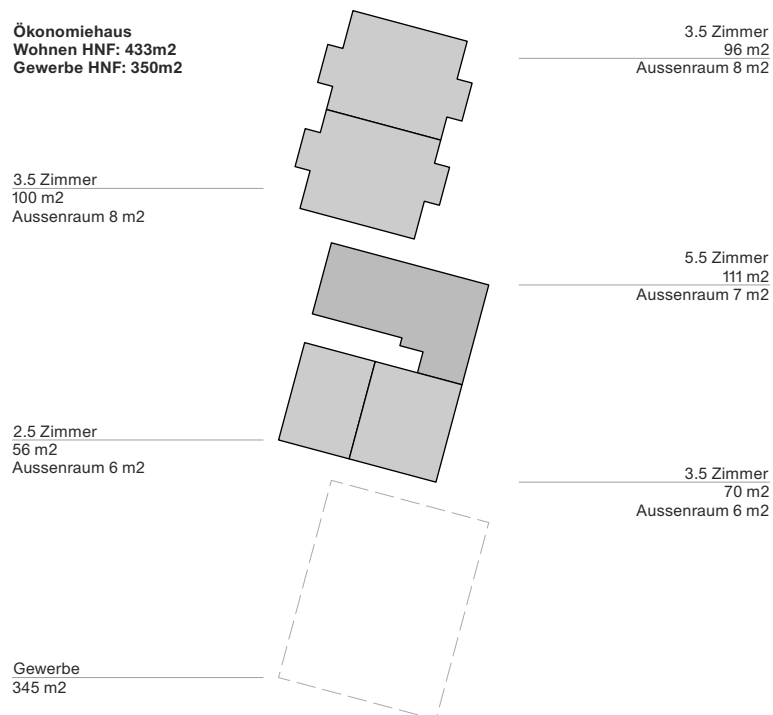 Ökonomiehaus
Wohnen HNF: 433m2
Gewerbe HNF: 350m2
3.5 Zimmer
96 m2
Aussenraum 8 m2
3.5 Zimmer
100 m2
Aussenraum 8 m2
5.5 Zimmer
111 m2
Aussenraum 7 m2
2.5 Zimmer
56 m2
Aussenraum 6 m2
3.5 Zimmer
70 m2
Aussenraum 6 m2
Gewerbe
345 m2